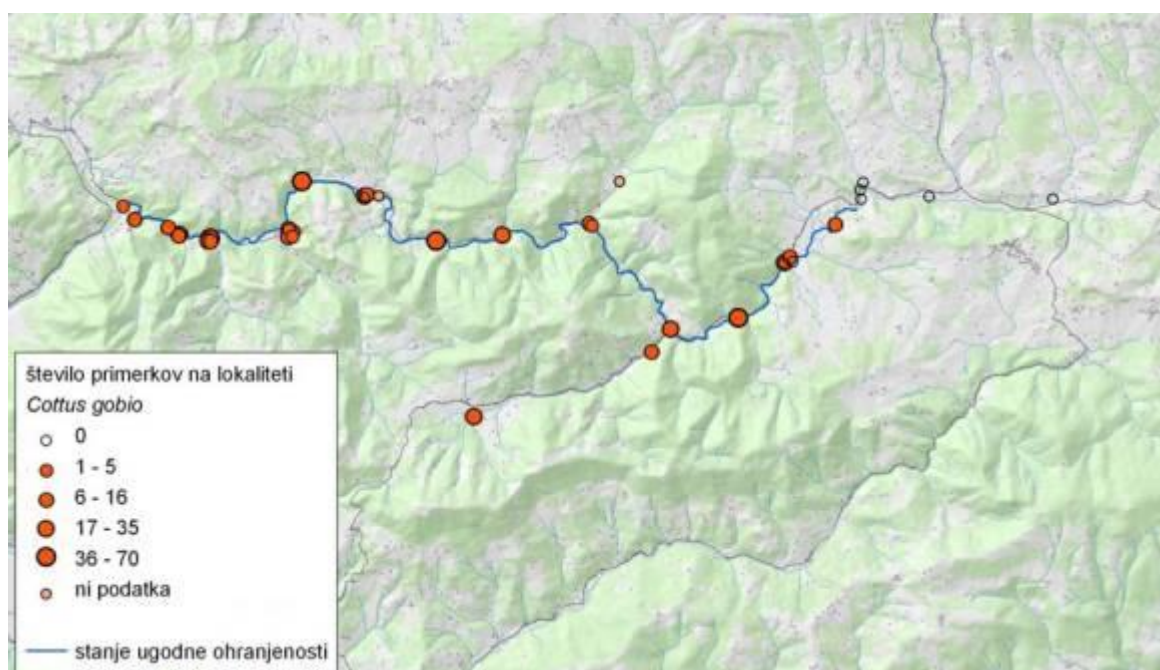 število primerkov na lokaliteti
Cottus gobio
0
1 - 5
6 - 16
17 - 35
36 - 70
ni podatka
stanje ugodne ohranjenosti